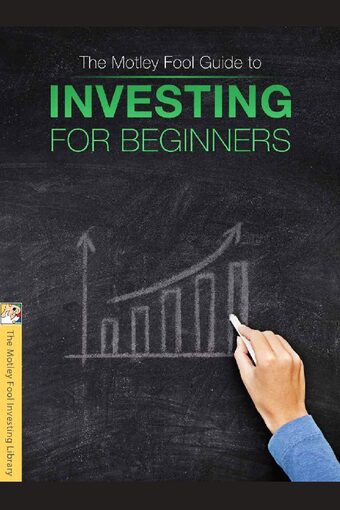 The Motley Fool Guide to
INVESTING
FOR BEGINNERS
The Motley Fool Investing Library